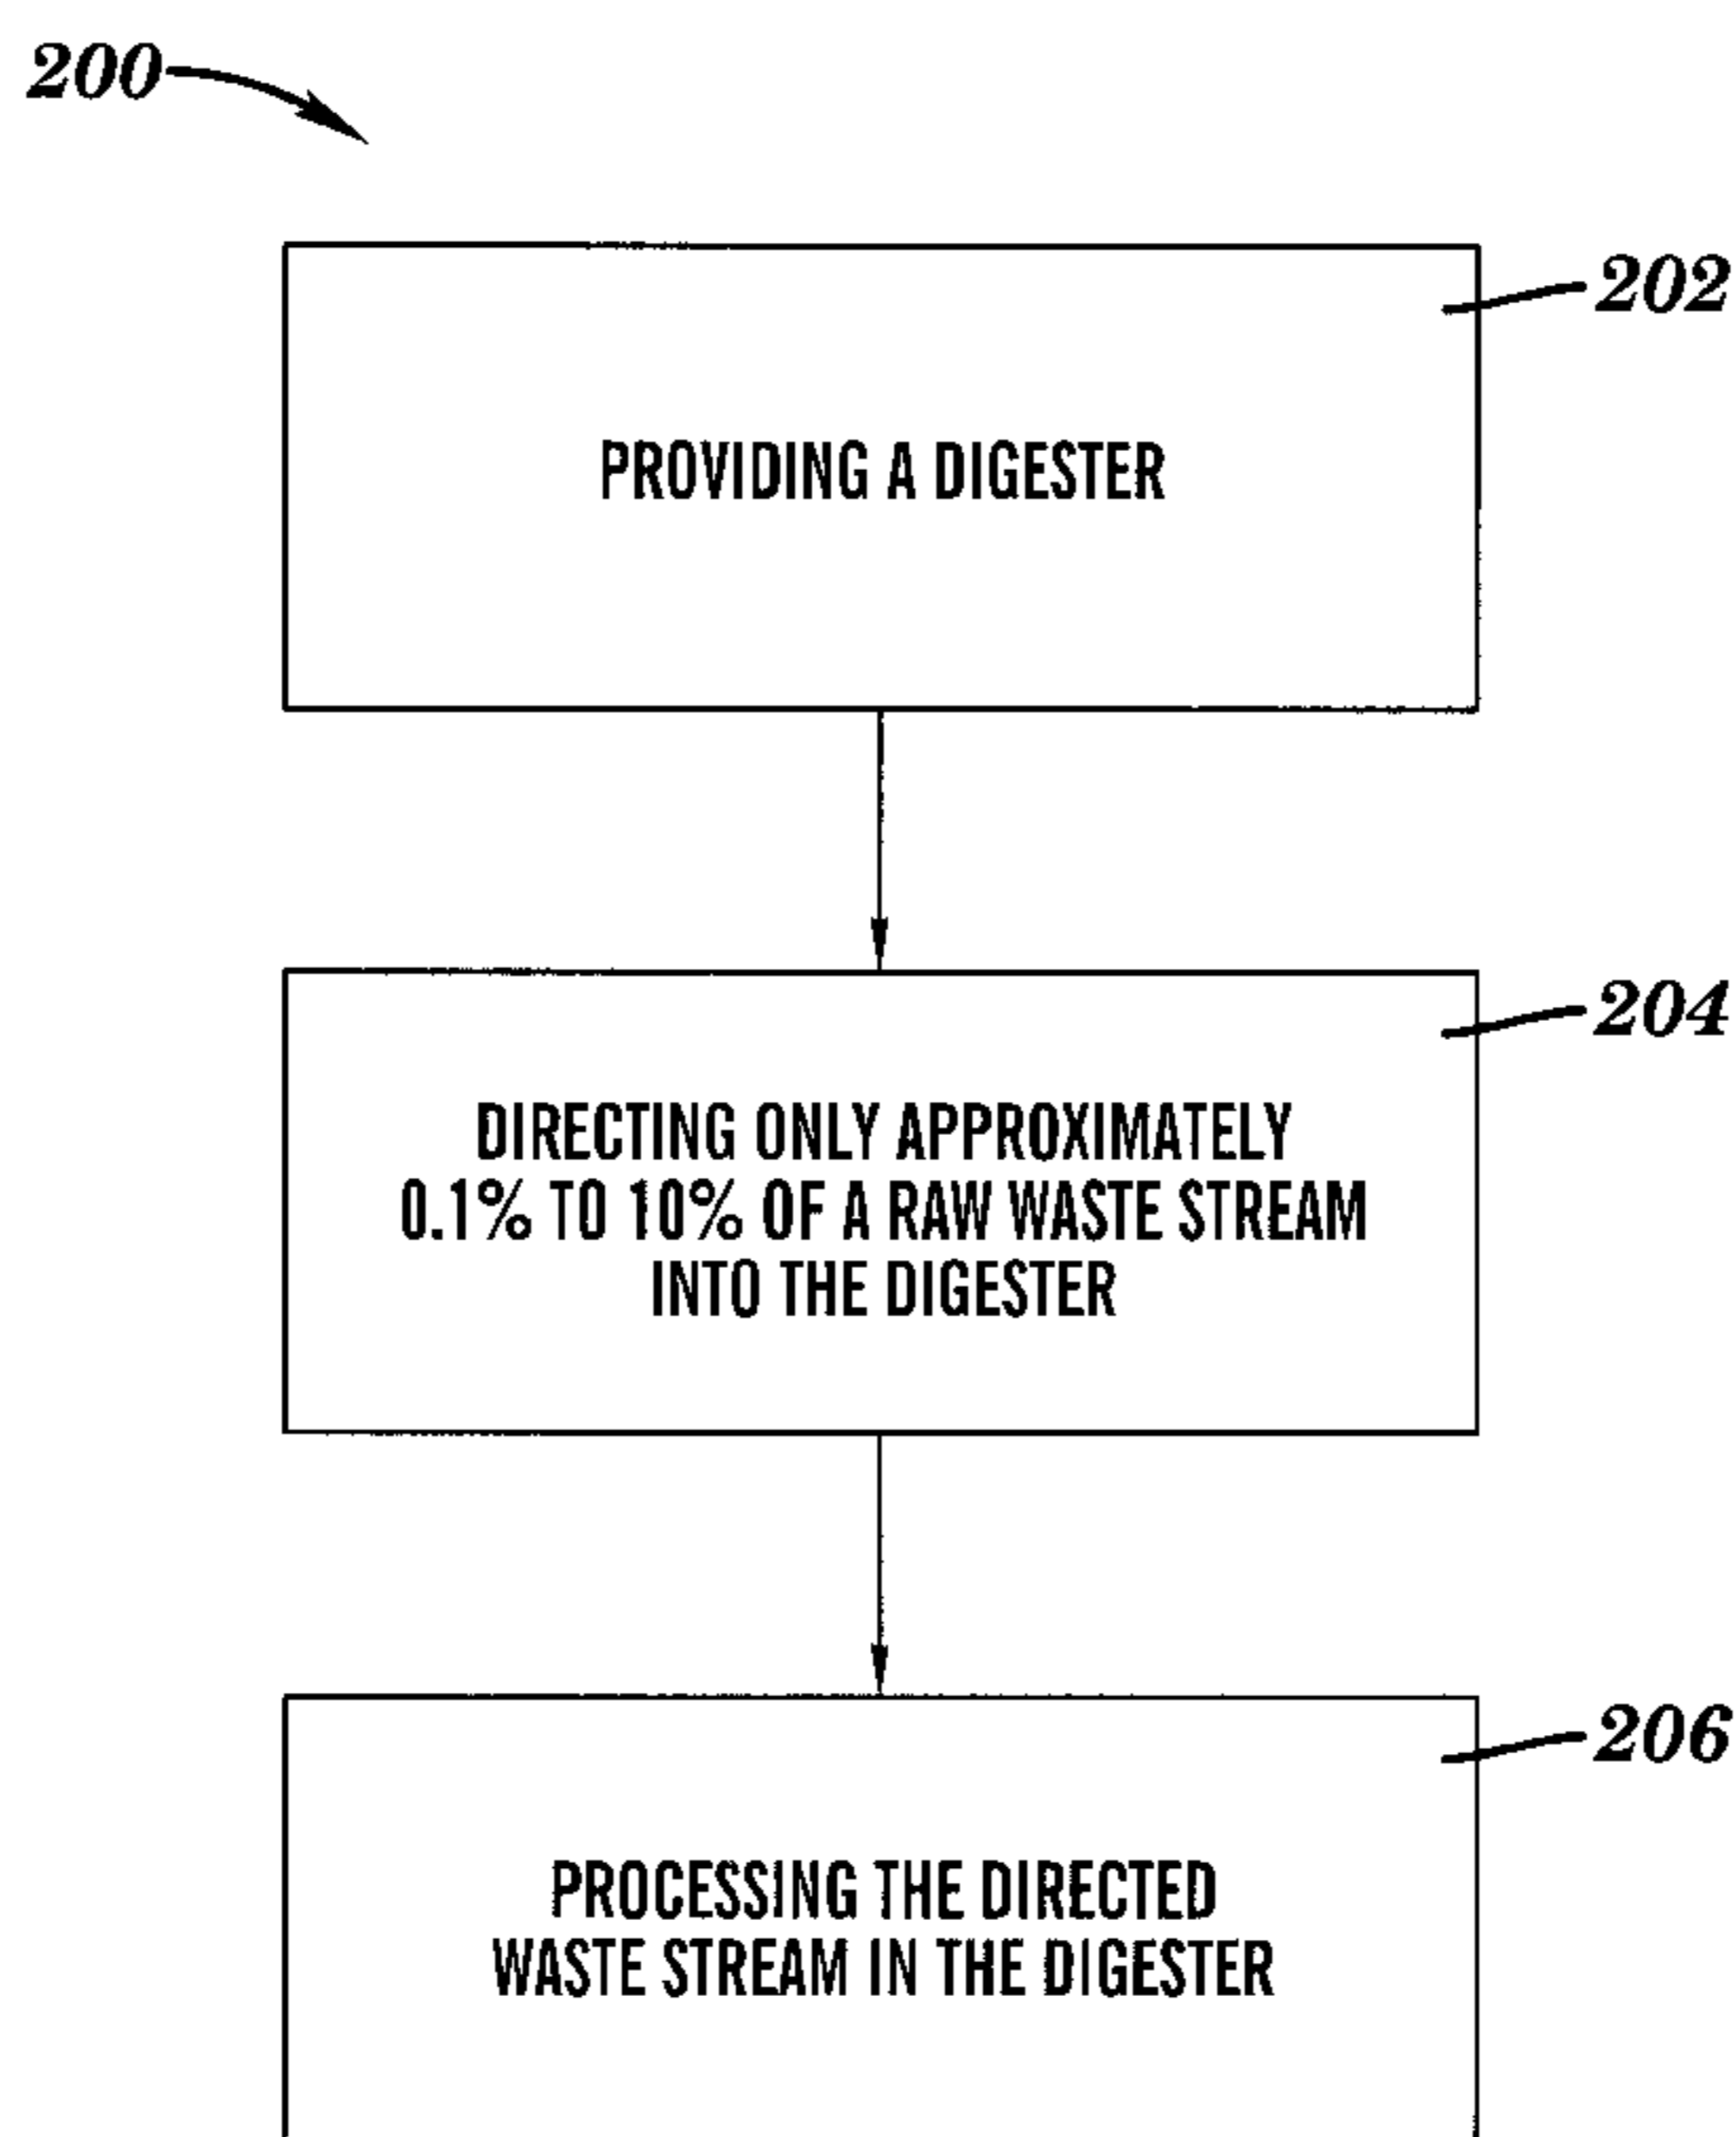 200
202
PROVIDING A DIGESTER
204
DIRECTING ONLY APPROXIMATELY
0.1% TO 10% OF A RAW WASTE STREAM
INTO THE DIGESTER
206
PROCESSING THE DIRECTED
WASTE STREAM IN THE DIGESTER